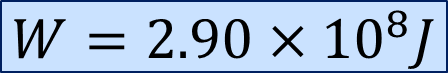 W = 2.90 × 10⁸J